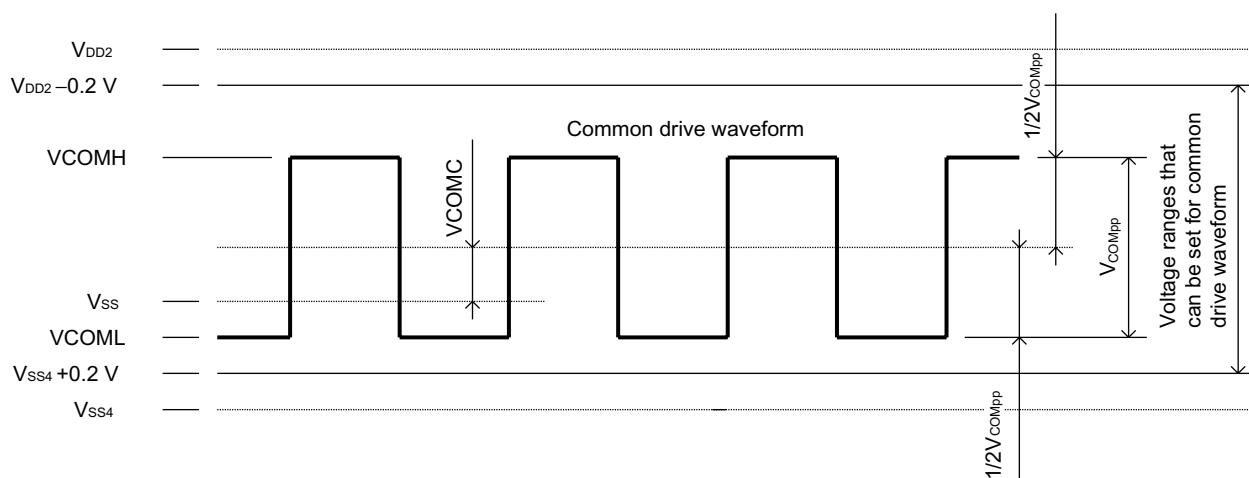 VDD2
VDD2 –0.2 V
Common drive waveform
VCOMH
VCOMC
VSS
VCOML
VSS4 +0.2 V
VSS4
1/2VCOMpp
1/2VCOMpp
VCOMpp
Voltage ranges that
can be set for common
drive waveform